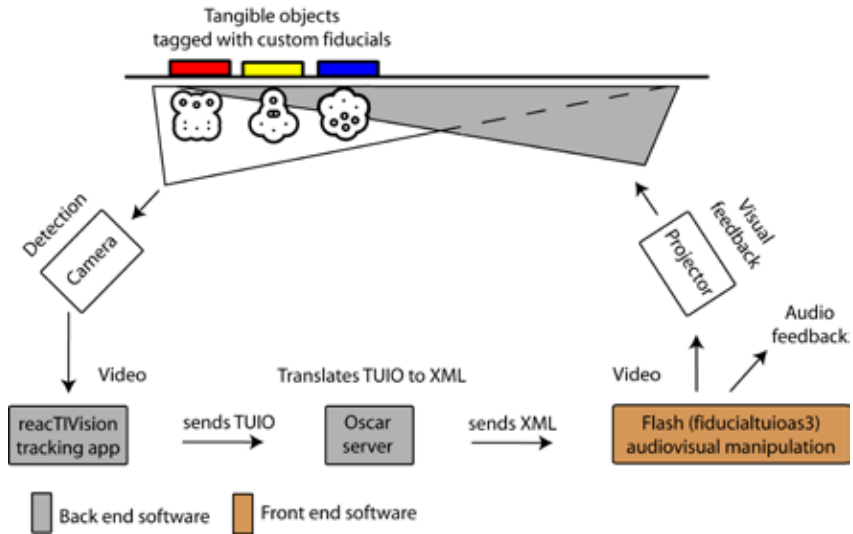 Tangible objects
tagged with custom fiducials
Detection
Camera
Visual
feedback
Projector
Audio
feedback
Video
Translates TUIO to XML
Video
reacTIVision
tracking app
sends TUIO
Oscar
server
sends XML
Flash (fiducialtuioas3)
audiovisual manipulation
Back end software
Front end software